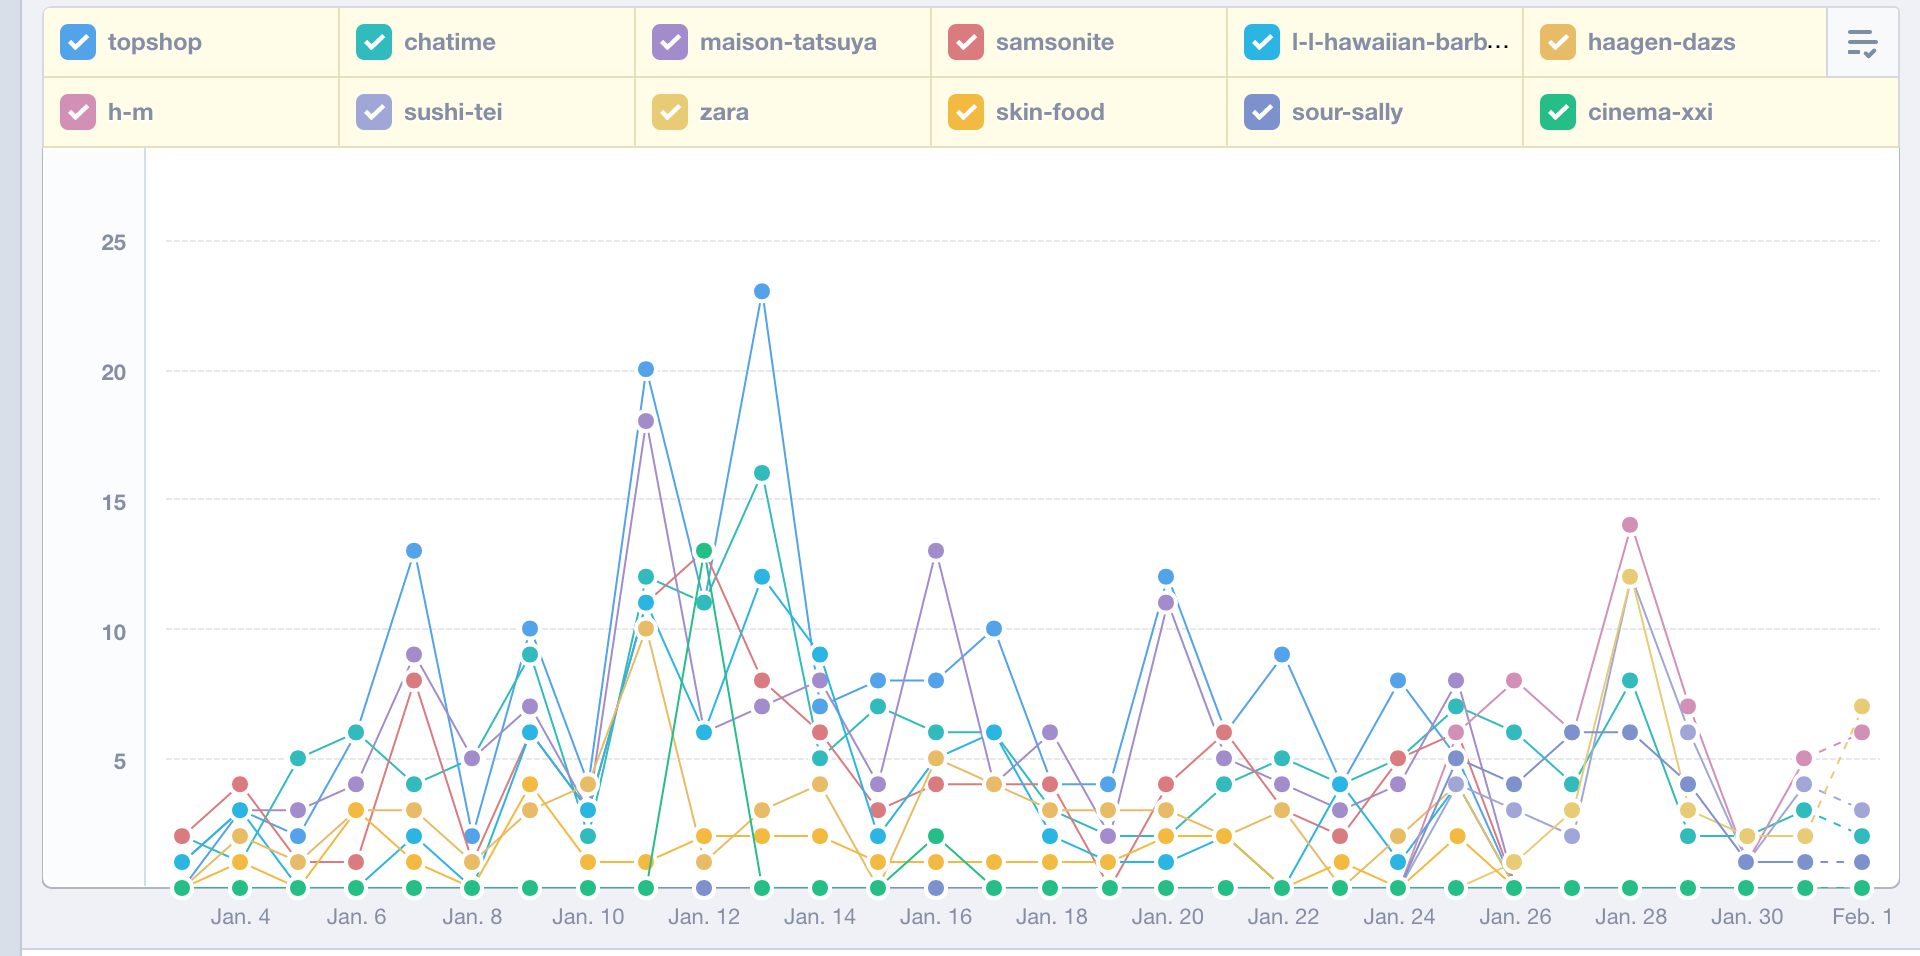 topshop chatime maison-tatsuya samsonite l-l-hawaiian-barb... haagen-dazs
h-m sushi-tei zara skin-food sour-sally cinema-xxi
25
20
15
10
5
Jan. 4 Jan. 6 Jan. 8 Jan. 10 Jan. 12 Jan. 14 Jan. 16 Jan. 18 Jan. 20 Jan. 22 Jan. 24 Jan. 26 Jan. 28 Jan. 30 Feb. 1